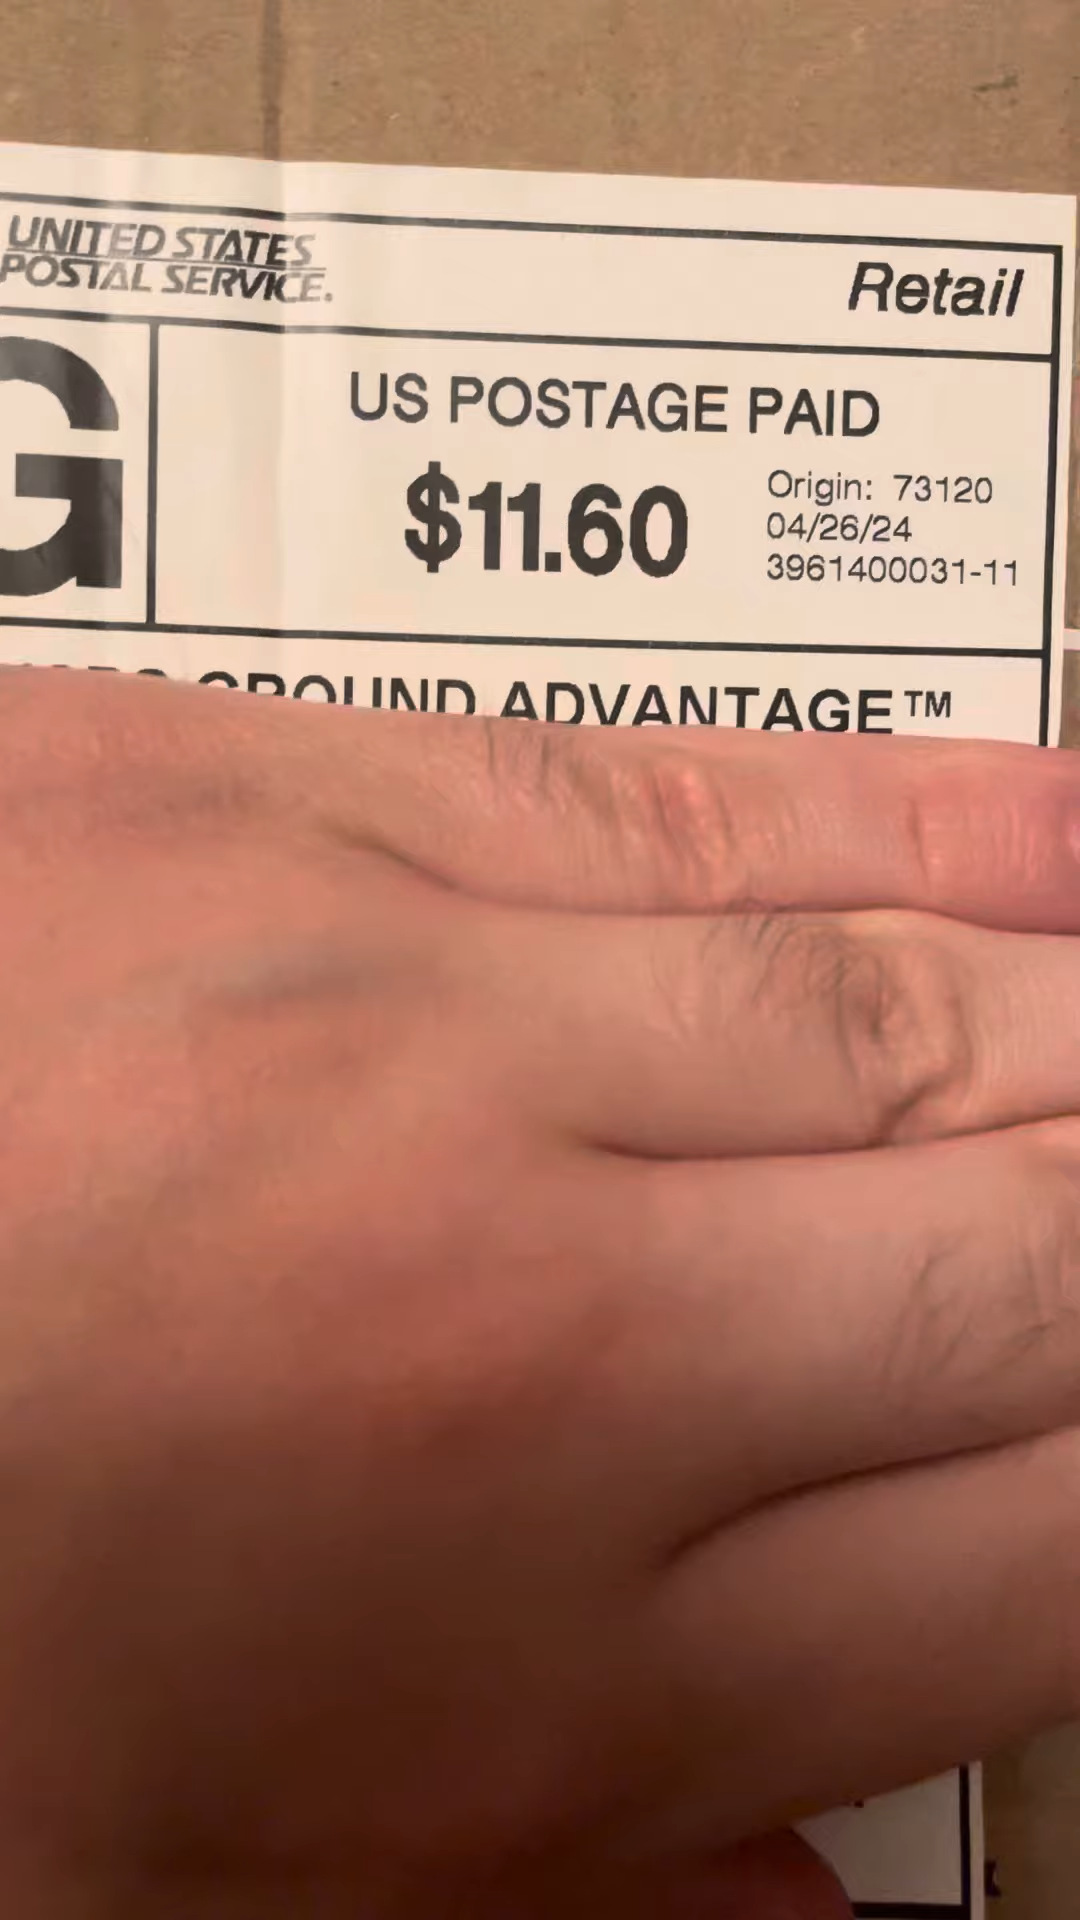 UNITED STATES
POSTAL SERVICE.
Retail
G
US POSTAGE PAID
$11.60
Origin: 73120
04/26/24
3961400031-11
GROUND ADVANTAGE™